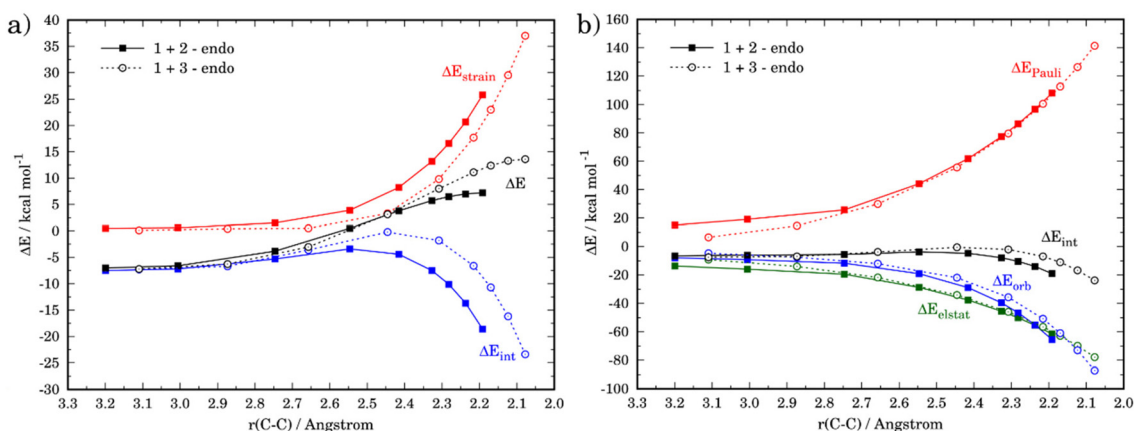 a)
1 + 2 - endo
1 + 3 - endo
ΔE_strain
ΔE
ΔE_int
40
35
30
25
20
15
10
5
0
-5
-10
-15
-20
-25
-30
ΔE / kcal mol⁻¹
3.3 3.2 3.1 3.0 2.9 2.8 2.7 2.6 2.5 2.4 2.3 2.2 2.1 2.0
r(C-C) / Angstrom
b)
1 + 2 - endo
1 + 3 - endo
ΔE_Pauli
ΔE_int
ΔE_orb
ΔE_elstat
160
140
120
100
80
60
40
20
0
-20
-40
-60
-80
-100
ΔE / kcal mol⁻¹
3.3 3.2 3.1 3.0 2.9 2.8 2.7 2.6 2.5 2.4 2.3 2.2 2.1 2.0
r(C-C) / Angstrom